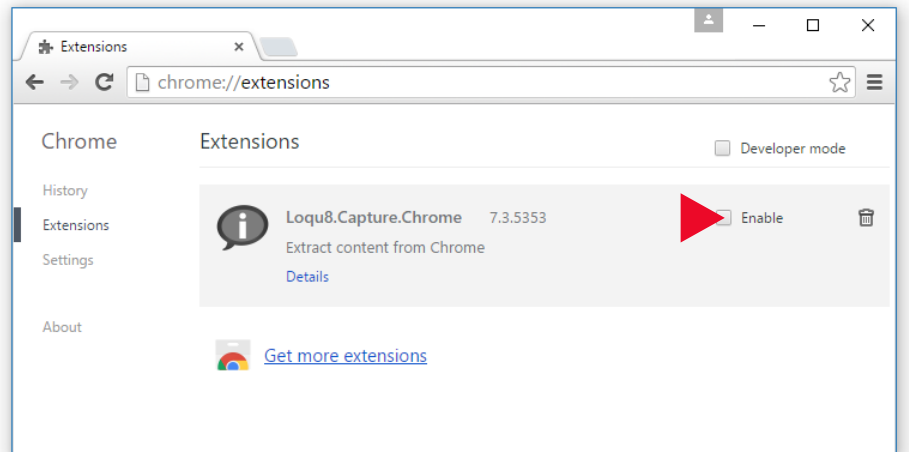 Extensions
chrome://extensions
Chrome
Extensions
Developer mode
History
Extensions
Settings
About
Loqu8.Capture.Chrome 7.3.5353
Enable
Extract content from Chrome
Details
Get more extensions